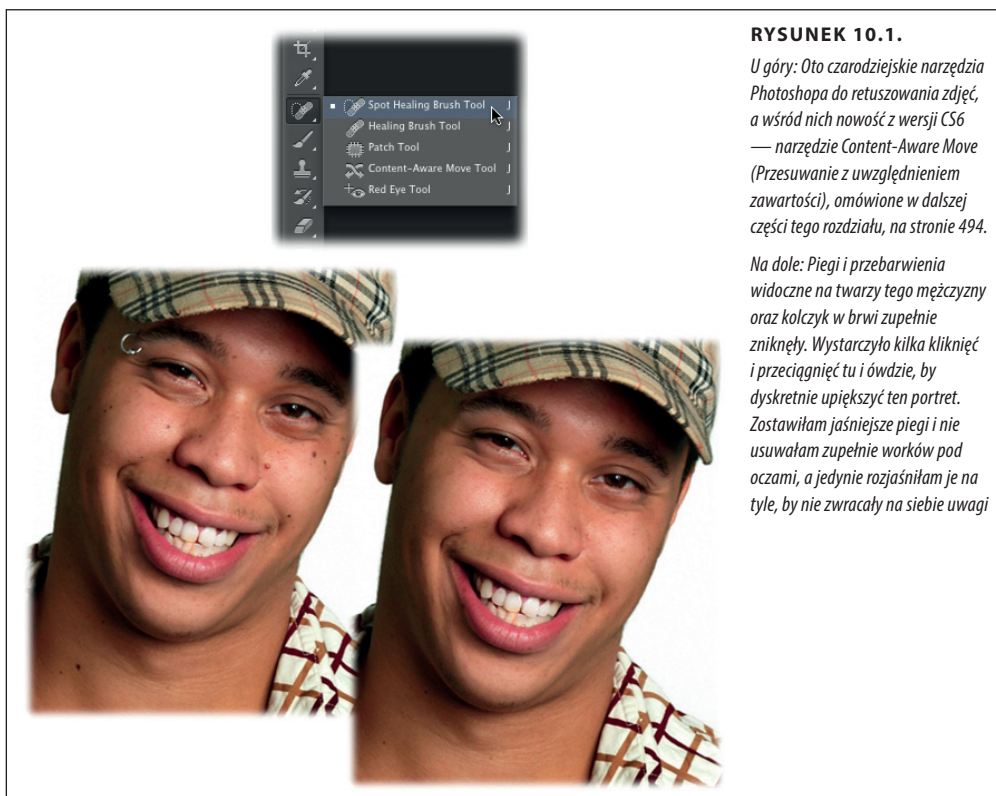 Spot Healing Brush Tool J
Healing Brush Tool J
Patch Tool J
Content-Aware Move Tool J
Red Eye Tool J
RYSUNEK 10.1.
U góry: Oto czarodziejskie narzędzia
Photoshopa do retuszowania zdjęć,
a wśród nich nowość z wersji CS6
— narzędzie Content-Aware Move
(Przesuwanie z uwzględnieniem
zawartości), omówione w dalszej
części tego rozdziału, na stronie 494.
Na dole: Piegi i przebarwienia
widoczne na twarzy tego mężczyzny
oraz kolczyk w brwi zupełnie
zniknęły. Wystarczyło kilka kliknięć
i przeciągnięć tu i ówdzie, by
dyskretnie upiększyć ten portret.
Zostawiłam jaśniejsze piegi i nie
usuwałam zupełnie worków pod
oczami, a jedynie rozjaśniłam je na
tyle, by nie zwracały na siebie uwagi